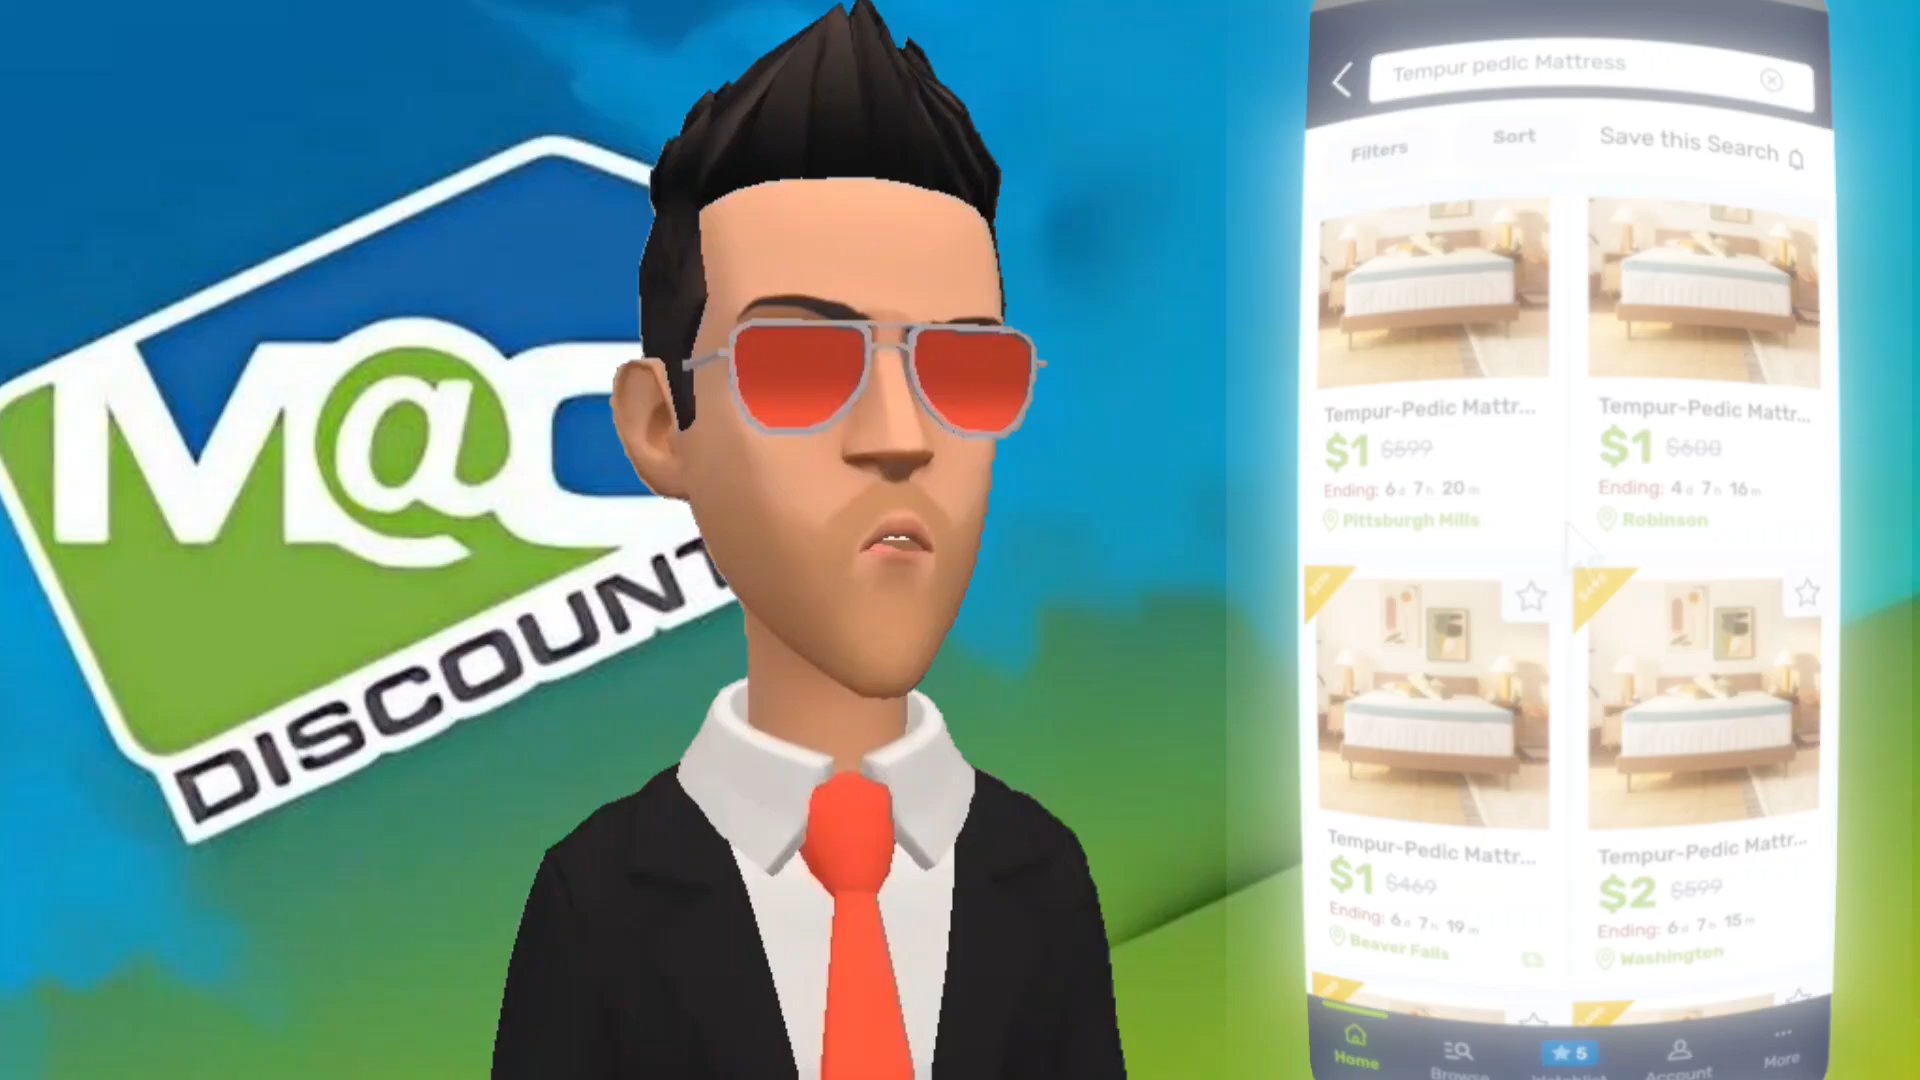 M@C
DISCOUNT
Tempur pedic Mattress
Filters
Sort
Save this Search
Tempur-Pedic Mattr...
$1 $599
Ending: 6d 7h 20m
Pittsburgh Mills
Tempur-Pedic Mattr...
$1 $600
Ending: 4d 7h 16m
Robinson
Tempur-Pedic Mattr...
$1 $469
Ending: 6d 7h 19m
Beaver Falls
Tempur-Pedic Mattr...
$2 $599
Ending: 6d 7h 15m
Washington
Home
Browse
5
Watchlist
Account
More